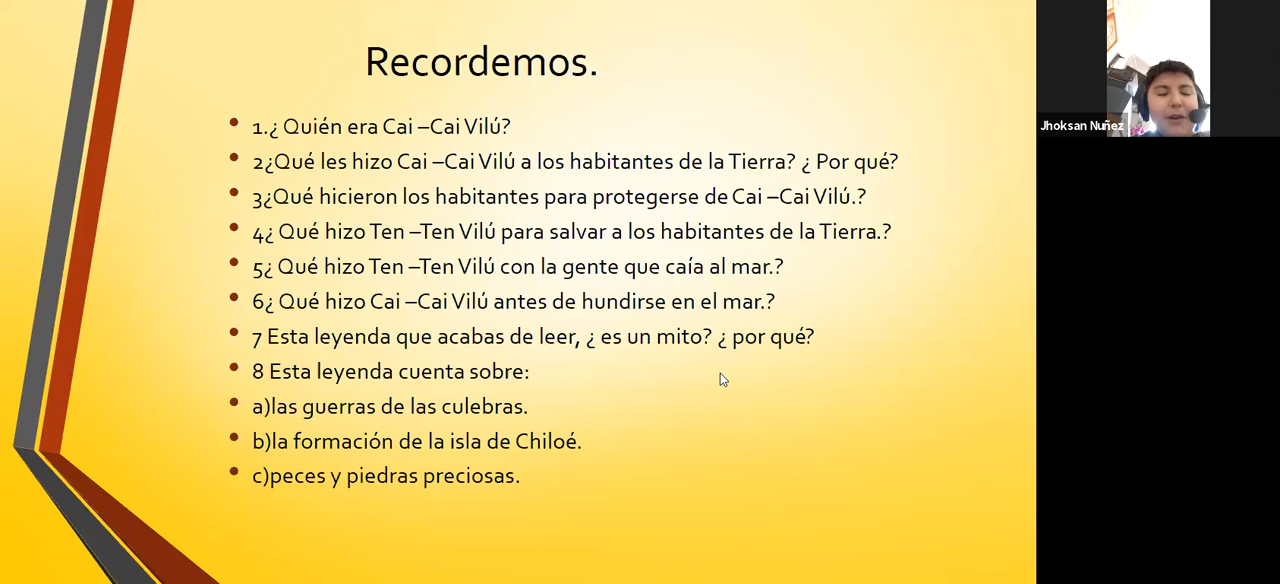 Recordemos.
1.¿ Quién era Cai –Cai Vilú?
2¿Qué les hizo Cai –Cai Vilú a los habitantes de la Tierra? ¿ Por qué?
3¿Qué hicieron los habitantes para protegerse de Cai –Cai Vilú.?
4¿ Qué hizo Ten –Ten Vilú para salvar a los habitantes de la Tierra.?
5¿ Qué hizo Ten –Ten Vilú con la gente que caía al mar.?
6¿ Qué hizo Cai –Cai Vilú antes de hundirse en el mar.?
7 Esta leyenda que acabas de leer, ¿ es un mito? ¿ por qué?
8 Esta leyenda cuenta sobre:
a)las guerras de las culebras.
b)la formación de la isla de Chiloé.
c)peces y piedras preciosas.
Jhoksan Nuñez